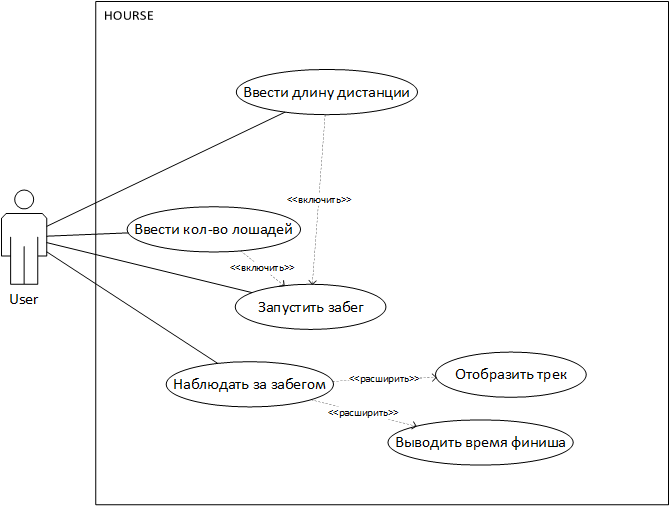 HOURSE
Ввести длину дистанции
<<включить>>
Ввести кол-во лошадей
<<включить>>
User
Запустить забег
Отобразить трек
<<расширить>>
Наблюдать за забегом
<<расширить>>
Выводить время финиша